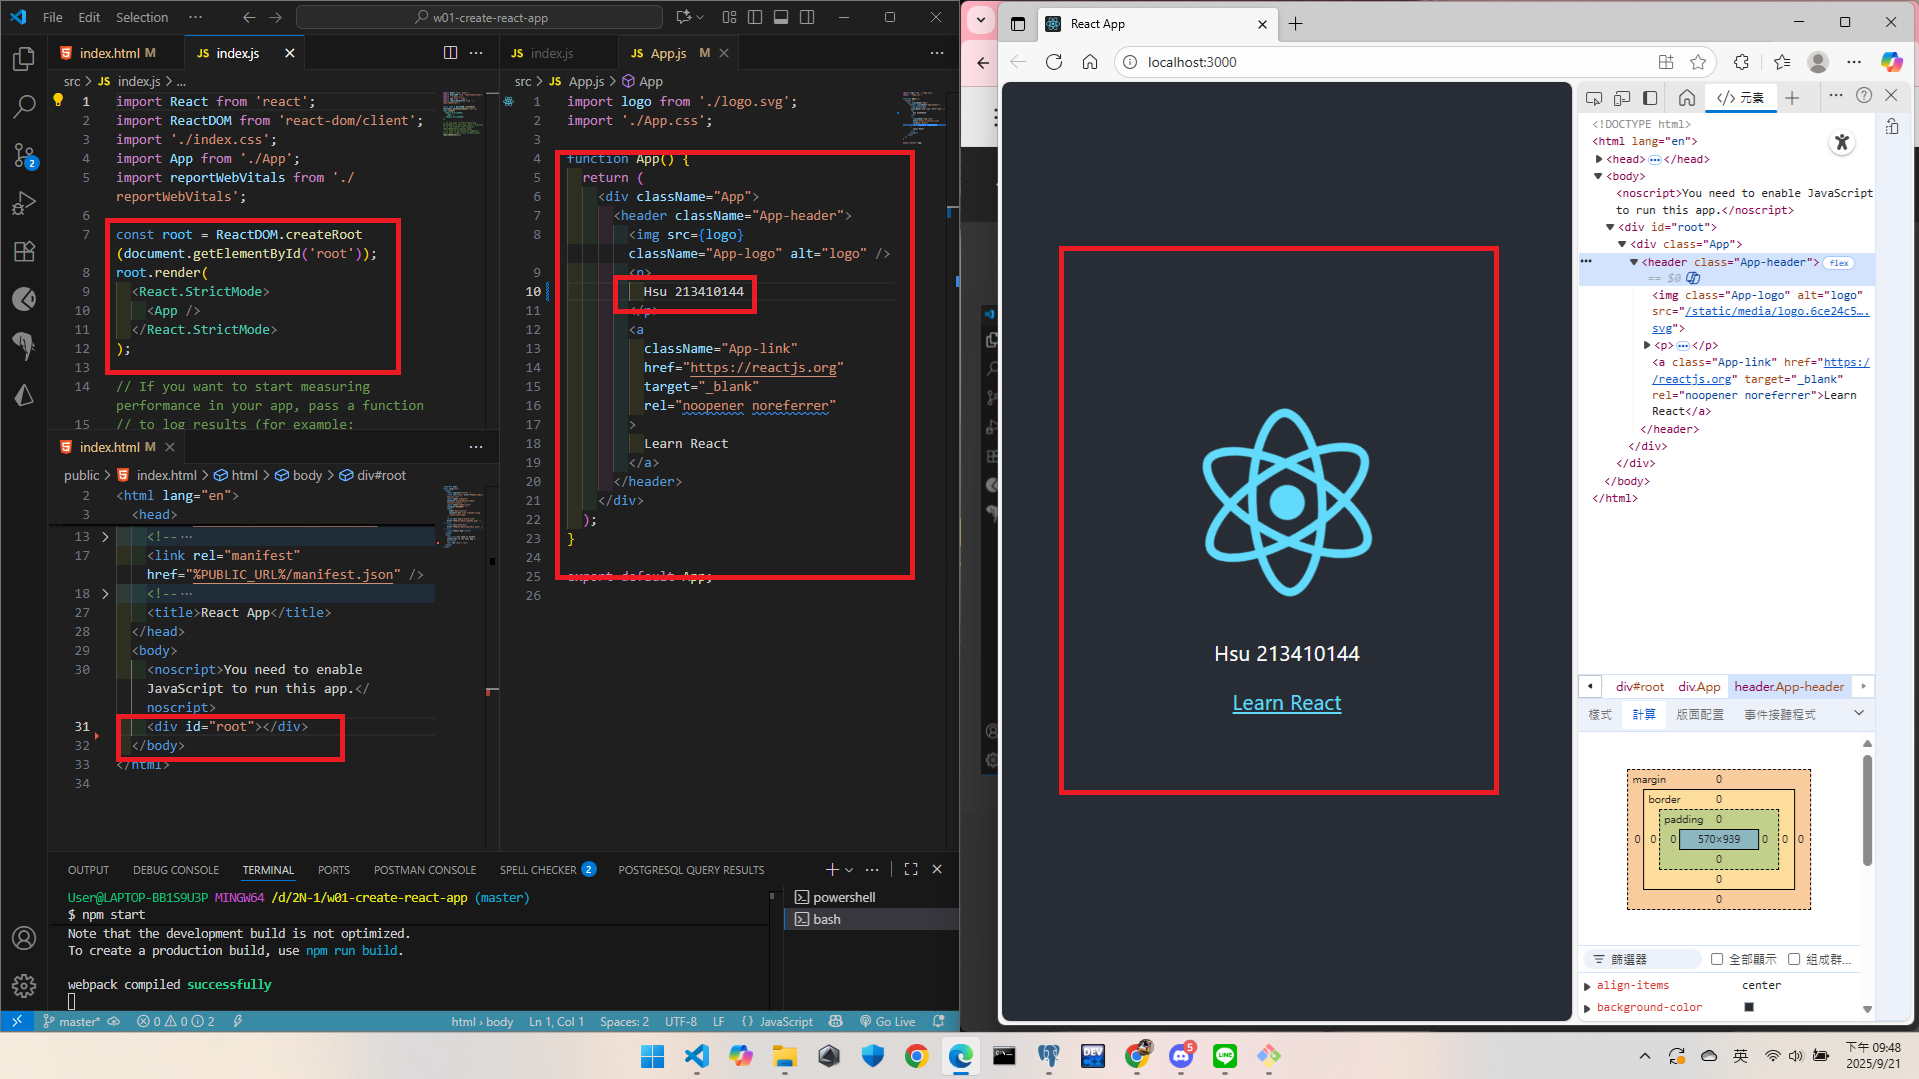 File Edit Selection ··· w01-create-react-app
index.html M
JS index.js
src > JS index.js > ...
1 import React from 'react';
2 import ReactDOM from 'react-dom/client';
3 import './index.css';
4 import App from './App';
5 import reportWebVitals from './
reportWebVitals';
6
7 const root = ReactDOM.createRoot
(document.getElementById('root'));
8 root.render(
9 <React.StrictMode>
10 <App />
11 </React.StrictMode>
12 );
13
14 // If you want to start measuring
performance in your app, pass a function
15 // to log results (for example:
index.html M
public > index.html > html > body > div#root
2 <html lang="en">
3 <head>
13 <!-- ···
17 <link rel="manifest"
href="%PUBLIC_URL%/manifest.json" />
18 <!-- ···
27 <title>React App</title>
28 </head>
29 <body>
30 <noscript>You need to enable
JavaScript to run this app.</
noscript>
31 <div id="root"></div>
32 </body>
33 </html>
34
JS index.js
JS App.js M
src > JS App.js > App
1 import logo from './logo.svg';
2 import './App.css';
3
4 function App() {
5 return (
6 <div className="App">
7 <header className="App-header">
8 <img src={logo}
className="App-logo" alt="logo" />
9 <p>
10 Hsu 213410144
11 </p>
12 <a
13 className="App-link"
14 href="https://reactjs.org"
15 target="_blank"
16 rel="noopener noreferrer"
17 >
18 Learn React
19 </a>
20 </header>
21 </div>
22 );
23 }
24
25 export default App;
26
OUTPUT DEBUG CONSOLE TERMINAL PORTS POSTMAN CONSOLE SPELL CHECKER 2 POSTGRESQL QUERY RESULTS
User@LAPTOP-BB1S9U3P MINGW64 /d/2N-1/w01-create-react-app (master)
$ npm start
Note that the development build is not optimized.
To create a production build, use npm run build.
webpack compiled successfully
powershell
bash
master* 0 0 2 html > body Ln 1, Col 1 Spaces: 2 UTF-8 LF {} JavaScript Go Live
React App
localhost:3000
Hsu 213410144
Learn React
元素
<!DOCTYPE html>
<html lang="en">
<head> ··· </head>
<body>
<noscript>You need to enable JavaScript
to run this app.</noscript>
<div id="root">
<div class="App">
<header class="App-header"> flex
== $0
<img class="App-logo" alt="logo"
src="/static/media/logo.6ce24c5….
svg">
<p> ··· </p>
<a class="App-link" href="https:/
/reactjs.org" target="_blank"
rel="noopener noreferrer">Learn
React</a>
</header>
</div>
</div>
</body>
</html>
div#root div.App header.App-header
樣式 計算 版面配置 事件接聽程式
margin 0
border 0
padding 0
0 0 0 570×939 0 0 0
0
0
0
篩選器 全部顯示 組成群...
align-items center
background-color
DEV
5
LINE
英
下午 09:48
2025/9/21
2